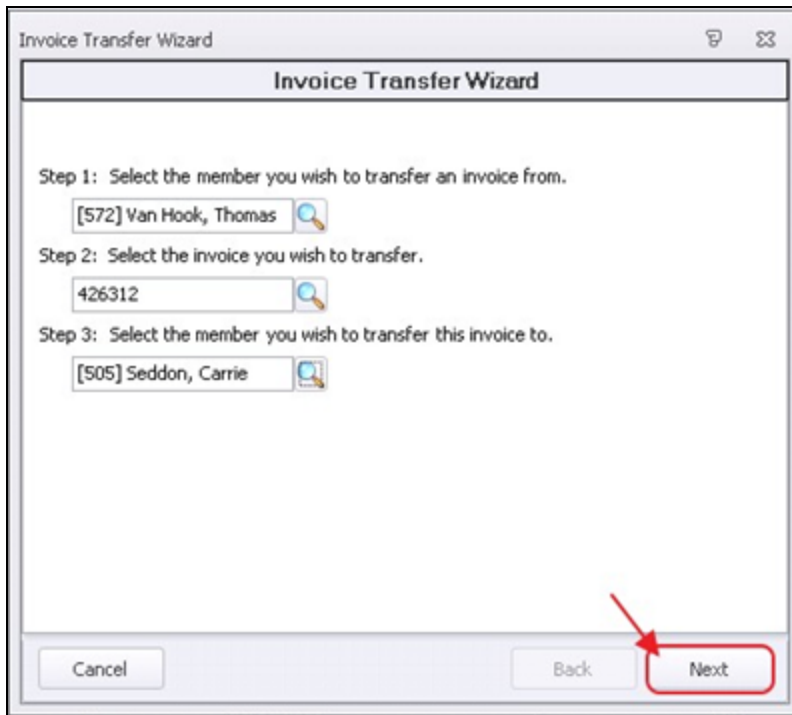 Invoice Transfer Wizard
Invoice Transfer Wizard
Step 1: Select the member you wish to transfer an invoice from.
[572] Van Hook, Thomas
Step 2: Select the invoice you wish to transfer.
426312
Step 3: Select the member you wish to transfer this invoice to.
[505] Seddon, Carrie
Cancel Back Next